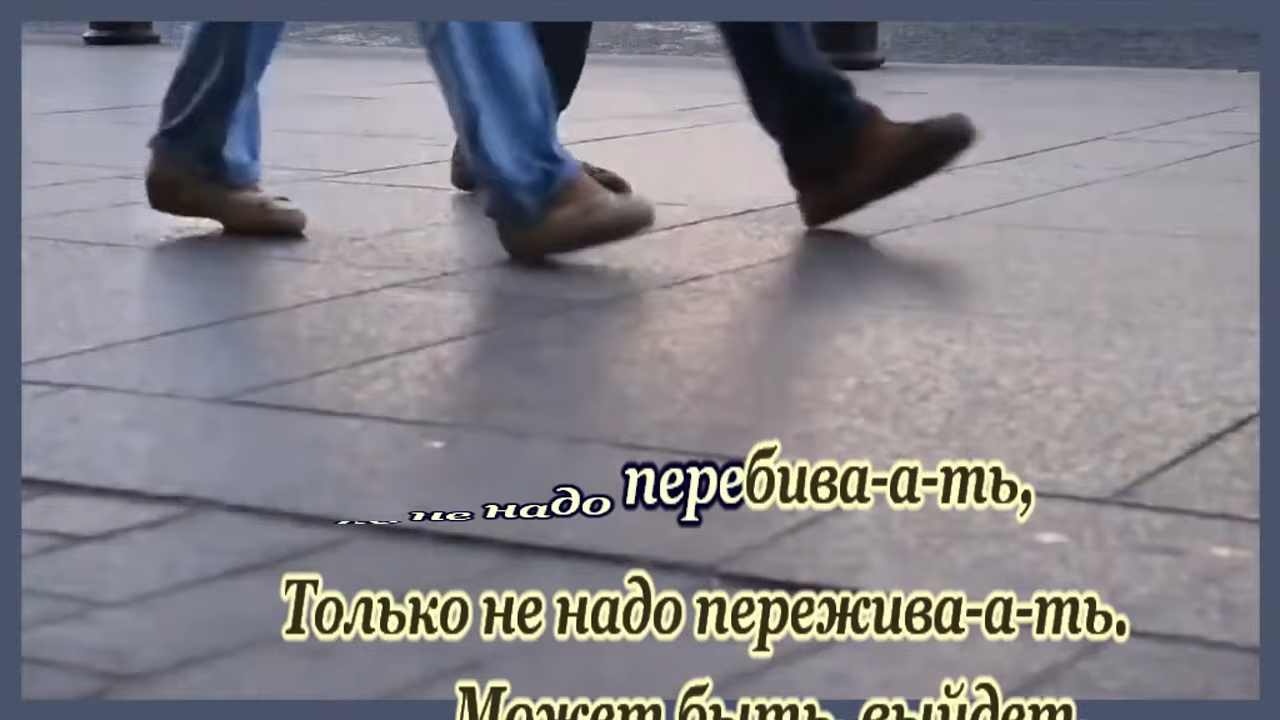 не надо перебива-а-ть,
Только не надо пережива-а-ть.
Может быть, выйдет